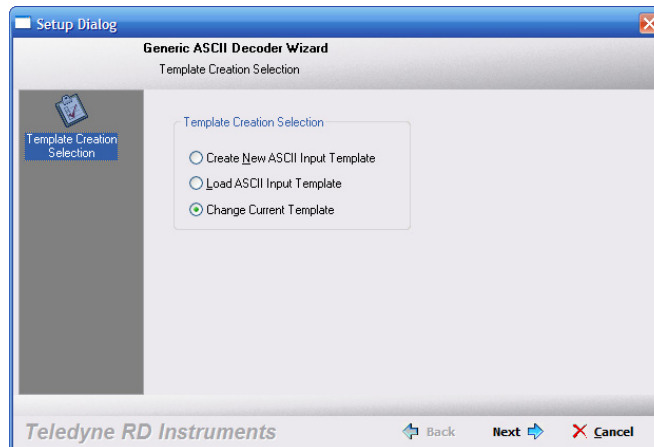 Setup Dialog
Generic ASCII Decoder Wizard
Template Creation Selection
Template Creation
Selection
Template Creation Selection
Create New ASCII Input Template
Load ASCII Input Template
Change Current Template
Teledyne RD Instruments
Back
Next
Cancel